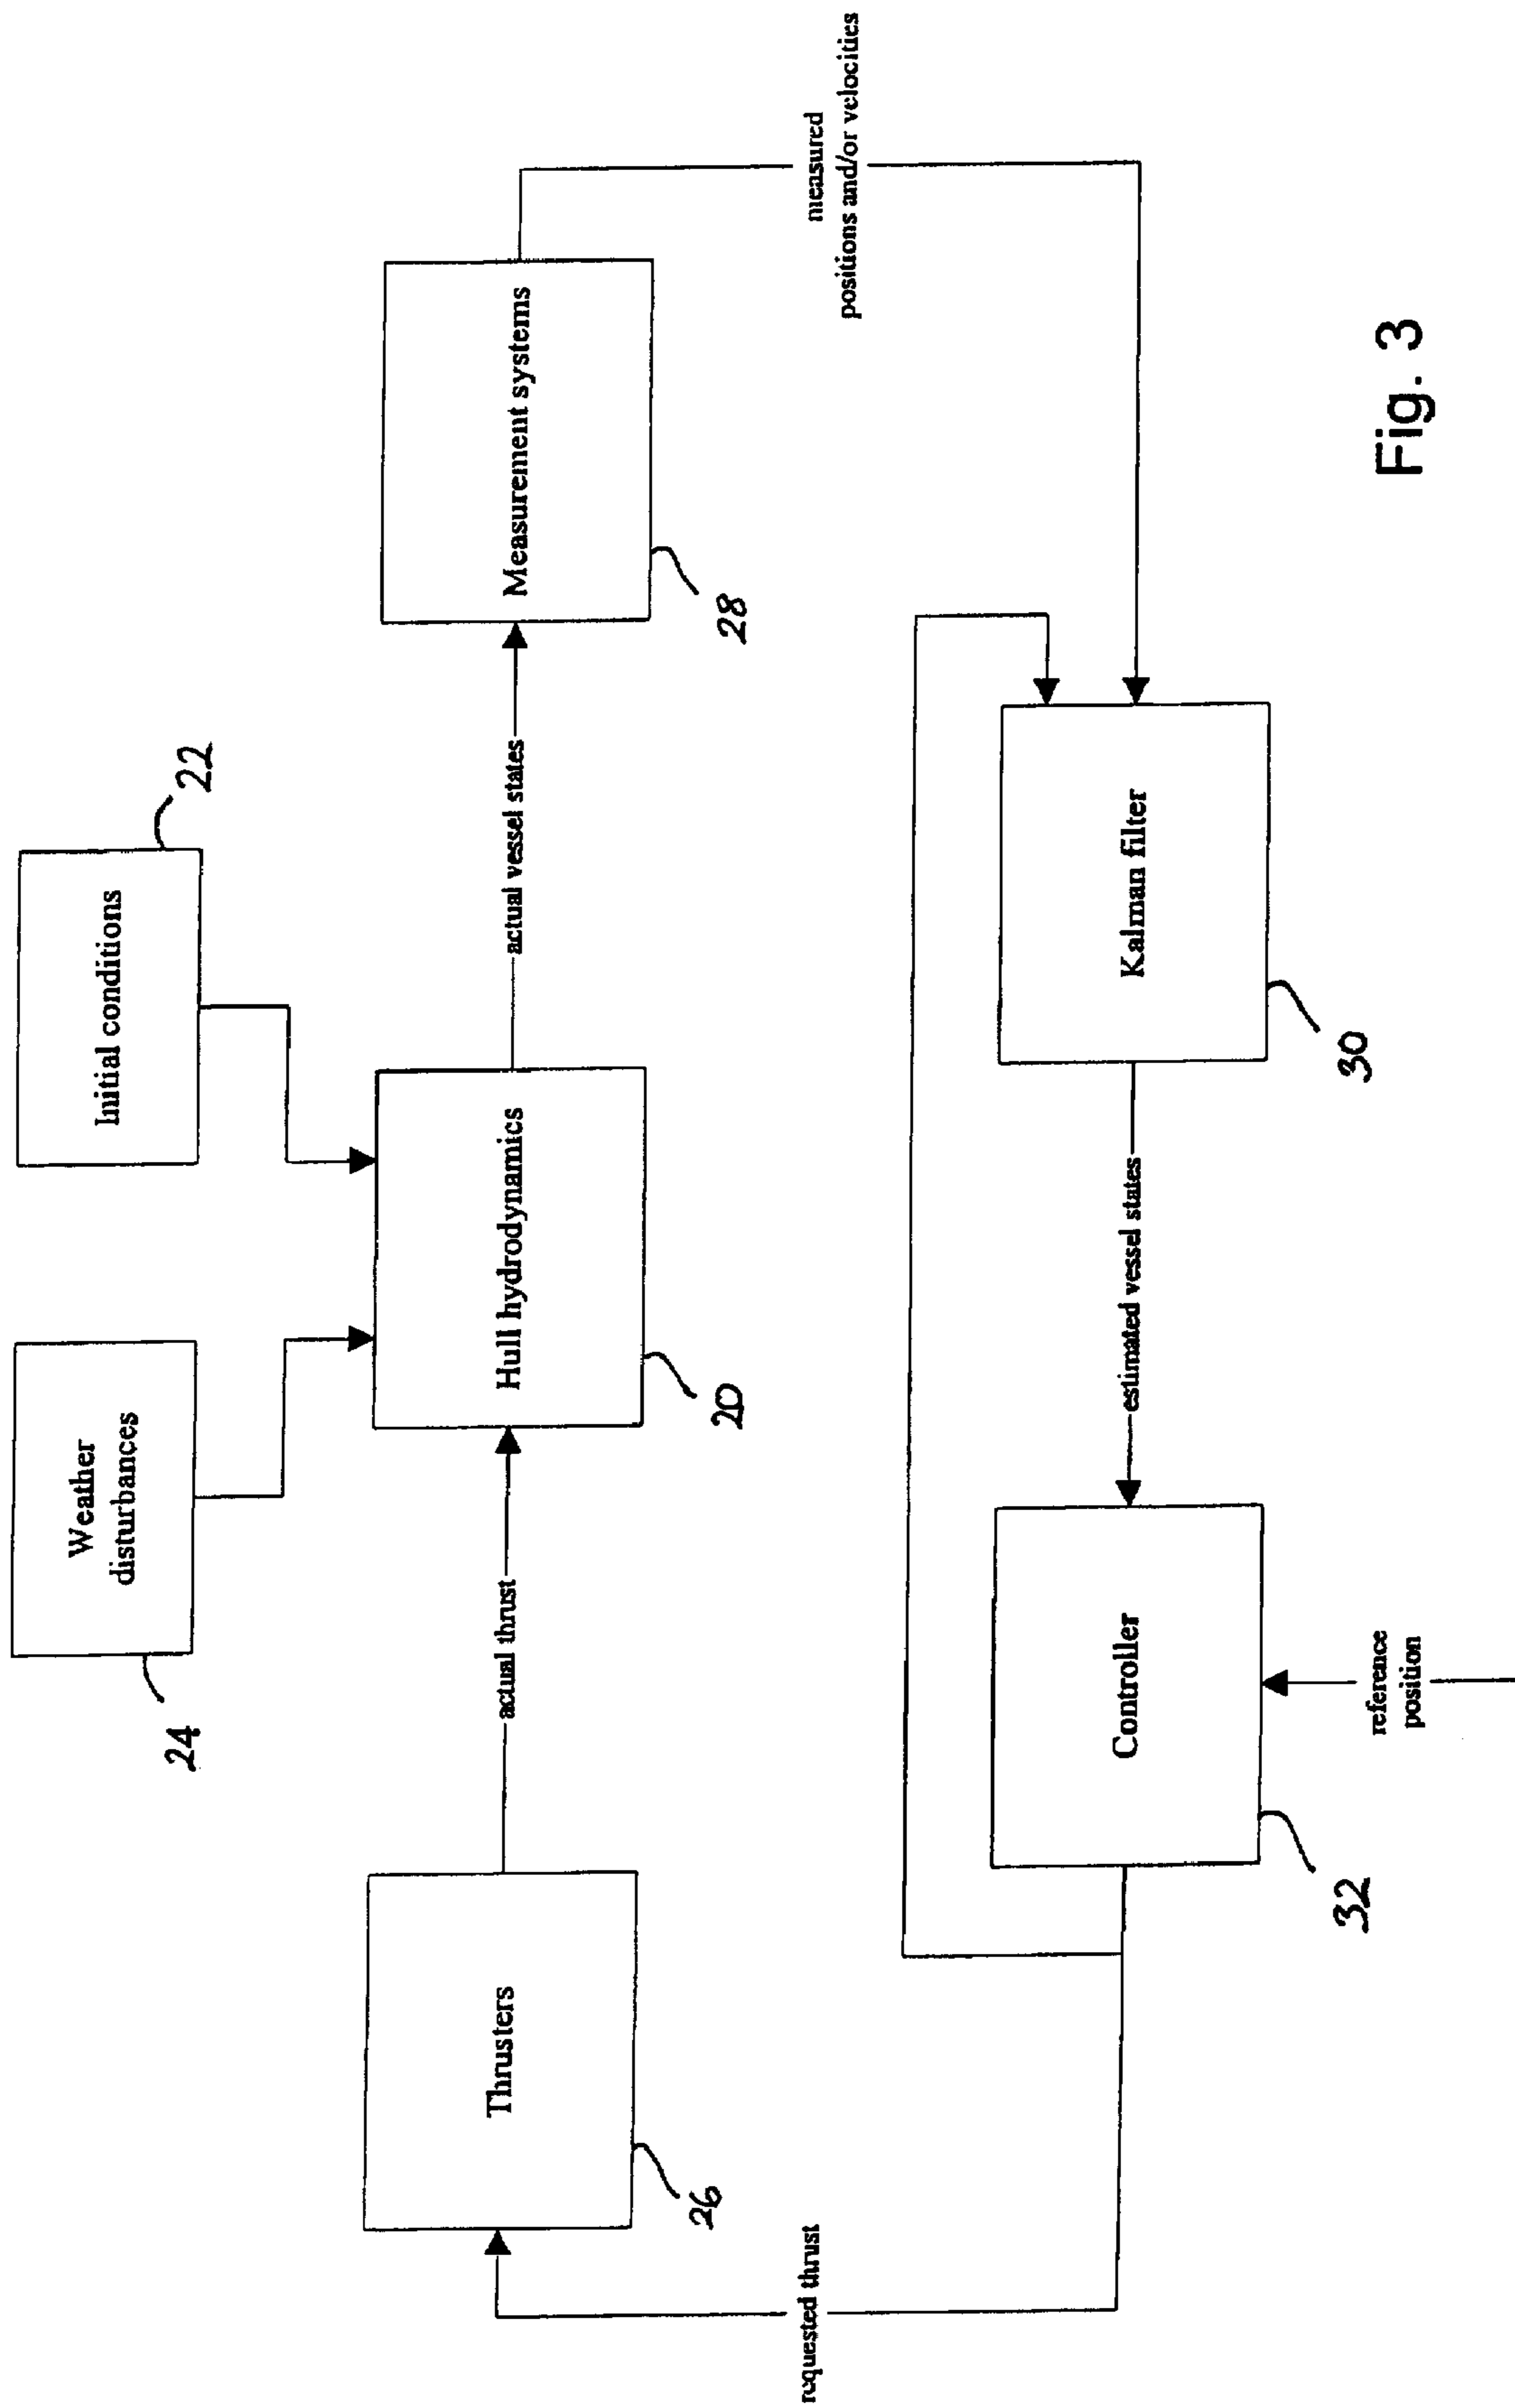 Weather
disturbances
24
Initial conditions
22
Thrusters
26
actual thrust
Hull hydrodynamics
20
actual vessel states
Measurement systems
28
requested thrust
measured
positions and/or velocities
Controller
32
estimated vessel states
Kalman filter
30
reference
position
Fig. 3